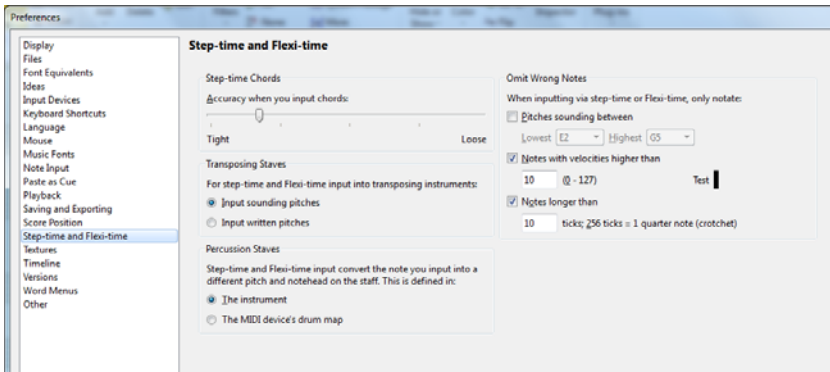 Preferences
Display
Files
Font Equivalents
Ideas
Input Devices
Keyboard Shortcuts
Language
Mouse
Music Fonts
Note Input
Paste as Cue
Playback
Saving and Exporting
Score Position
Step-time and Flexi-time
Textures
Timeline
Versions
Word Menus
Other
Step-time and Flexi-time
Step-time Chords
Accuracy when you input chords:
Tight Loose
Transposing Staves
For step-time and Flexi-time input into transposing instruments:
Input sounding pitches
Input written pitches
Percussion Staves
Step-time and Flexi-time input convert the note you input into a
different pitch and notehead on the staff. This is defined in:
The instrument
The MIDI device's drum map
Omit Wrong Notes
When inputting via step-time or Flexi-time, only notate:
Pitches sounding between
Lowest E2 Highest G5
Notes with velocities higher than
10 (0 - 127) Test
Notes longer than
10 ticks; 256 ticks = 1 quarter note (crotchet)